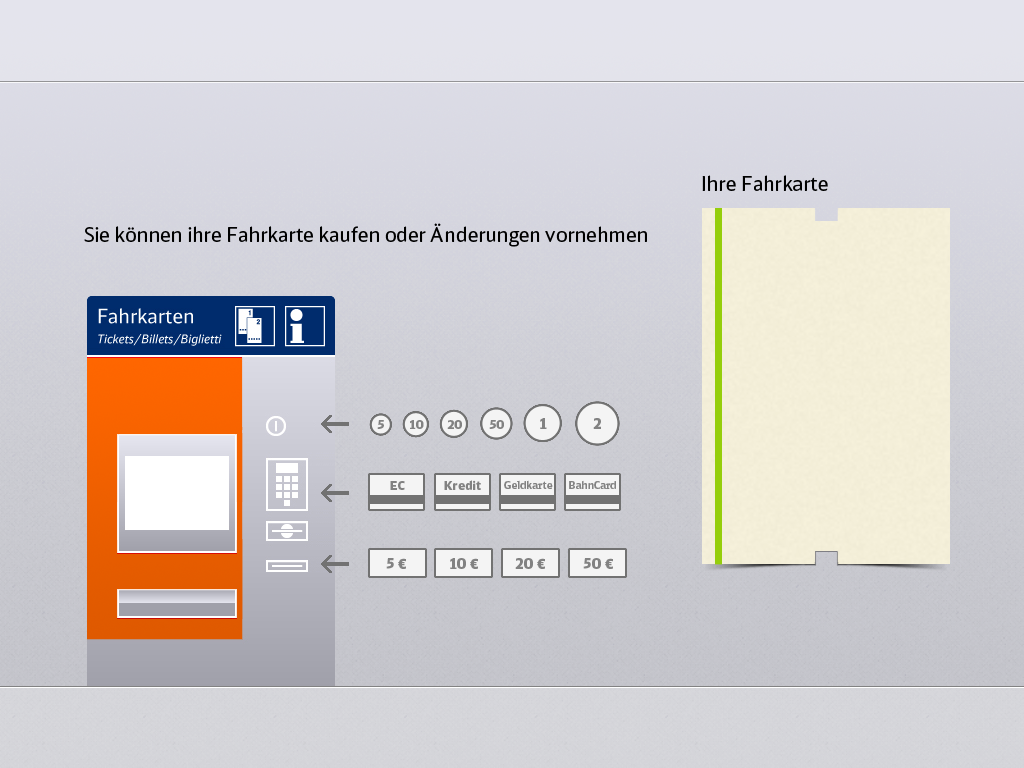 Ihre Fahrkarte
Sie können ihre Fahrkarte kaufen oder Änderungen vornehmen
Fahrkarten
Tickets/Billets/Biglietti
1
2
5 10 20 50 1 2
EC Kredit Geldkarte BahnCard
5 € 10 € 20 € 50 €